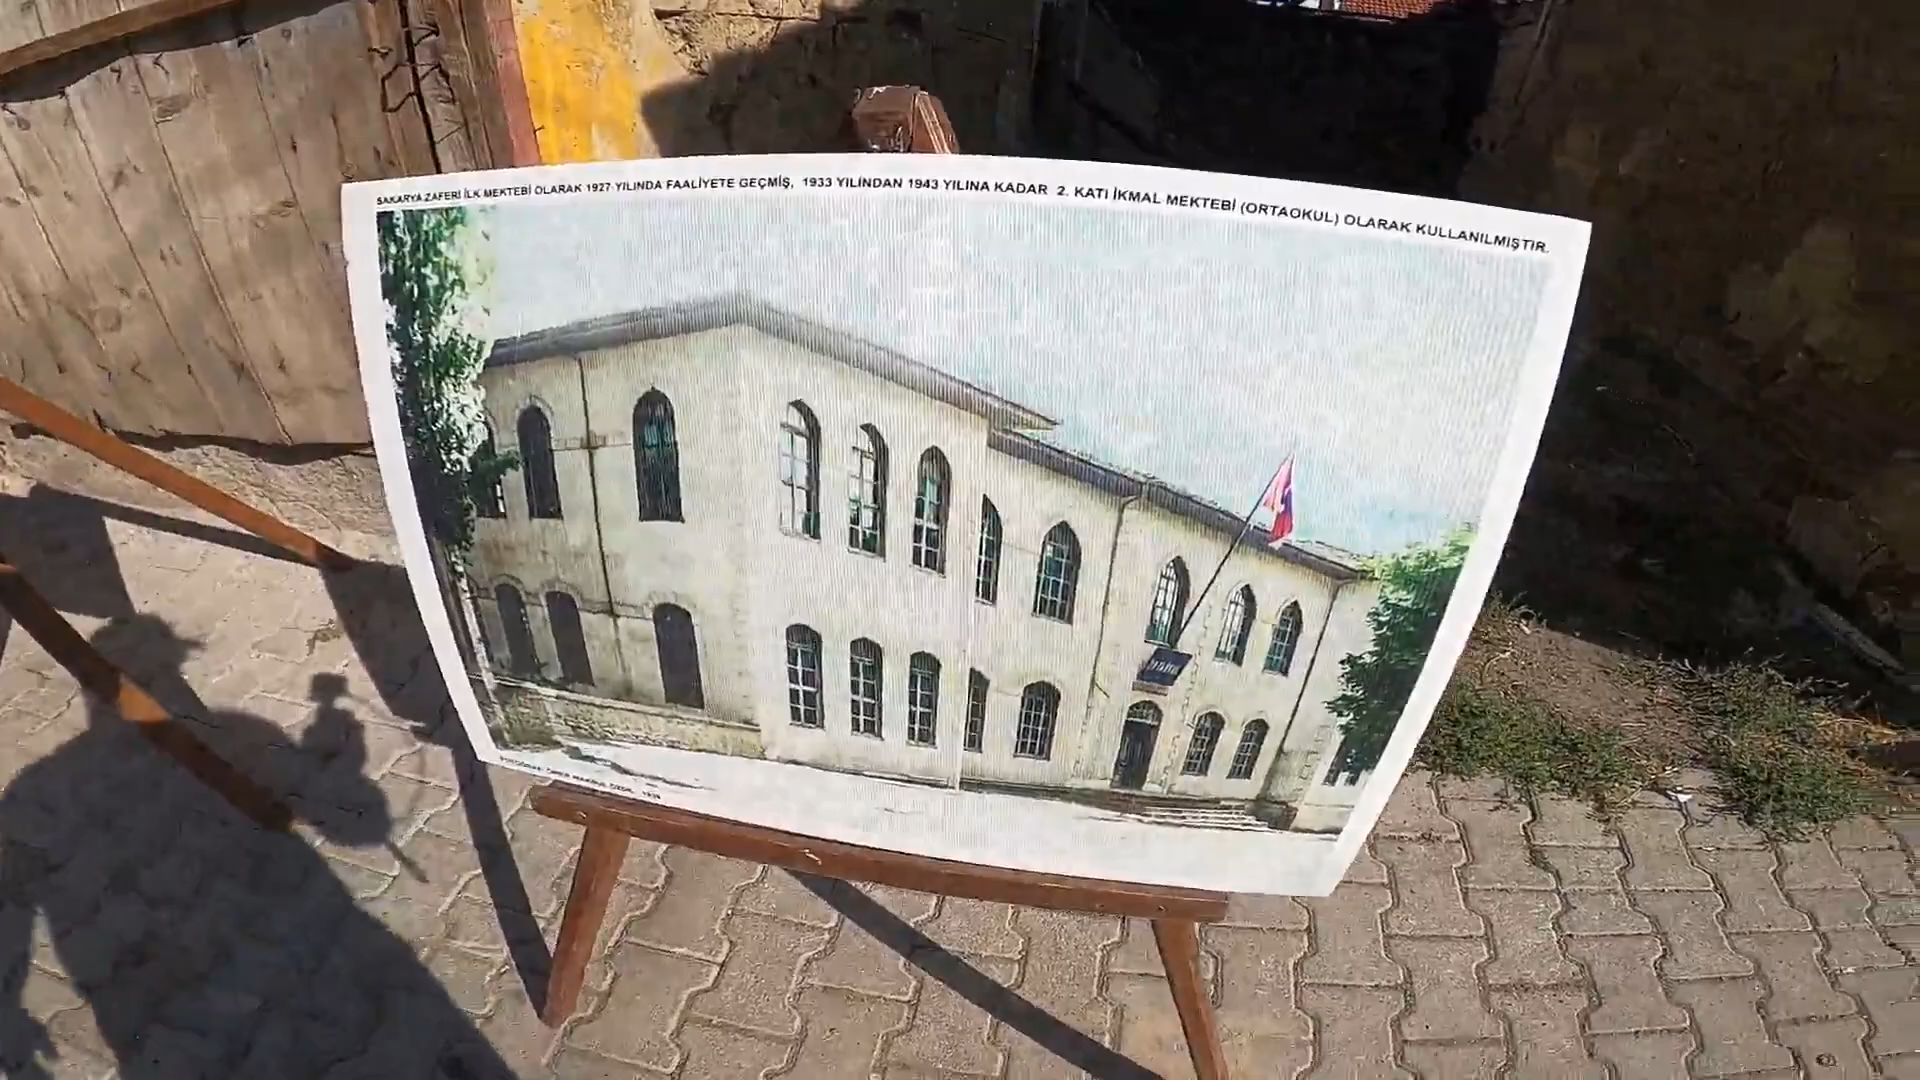 SAKARYA ZAFERİ İLK MEKTEBİ OLARAK 1927 YILINDA FAALİYETE GEÇMİŞ, 1933 YILINDAN 1943 YILINA KADAR 2. KATI İKMAL MEKTEBİ (ORTAOKUL) OLARAK KULLANILMIŞTIR.